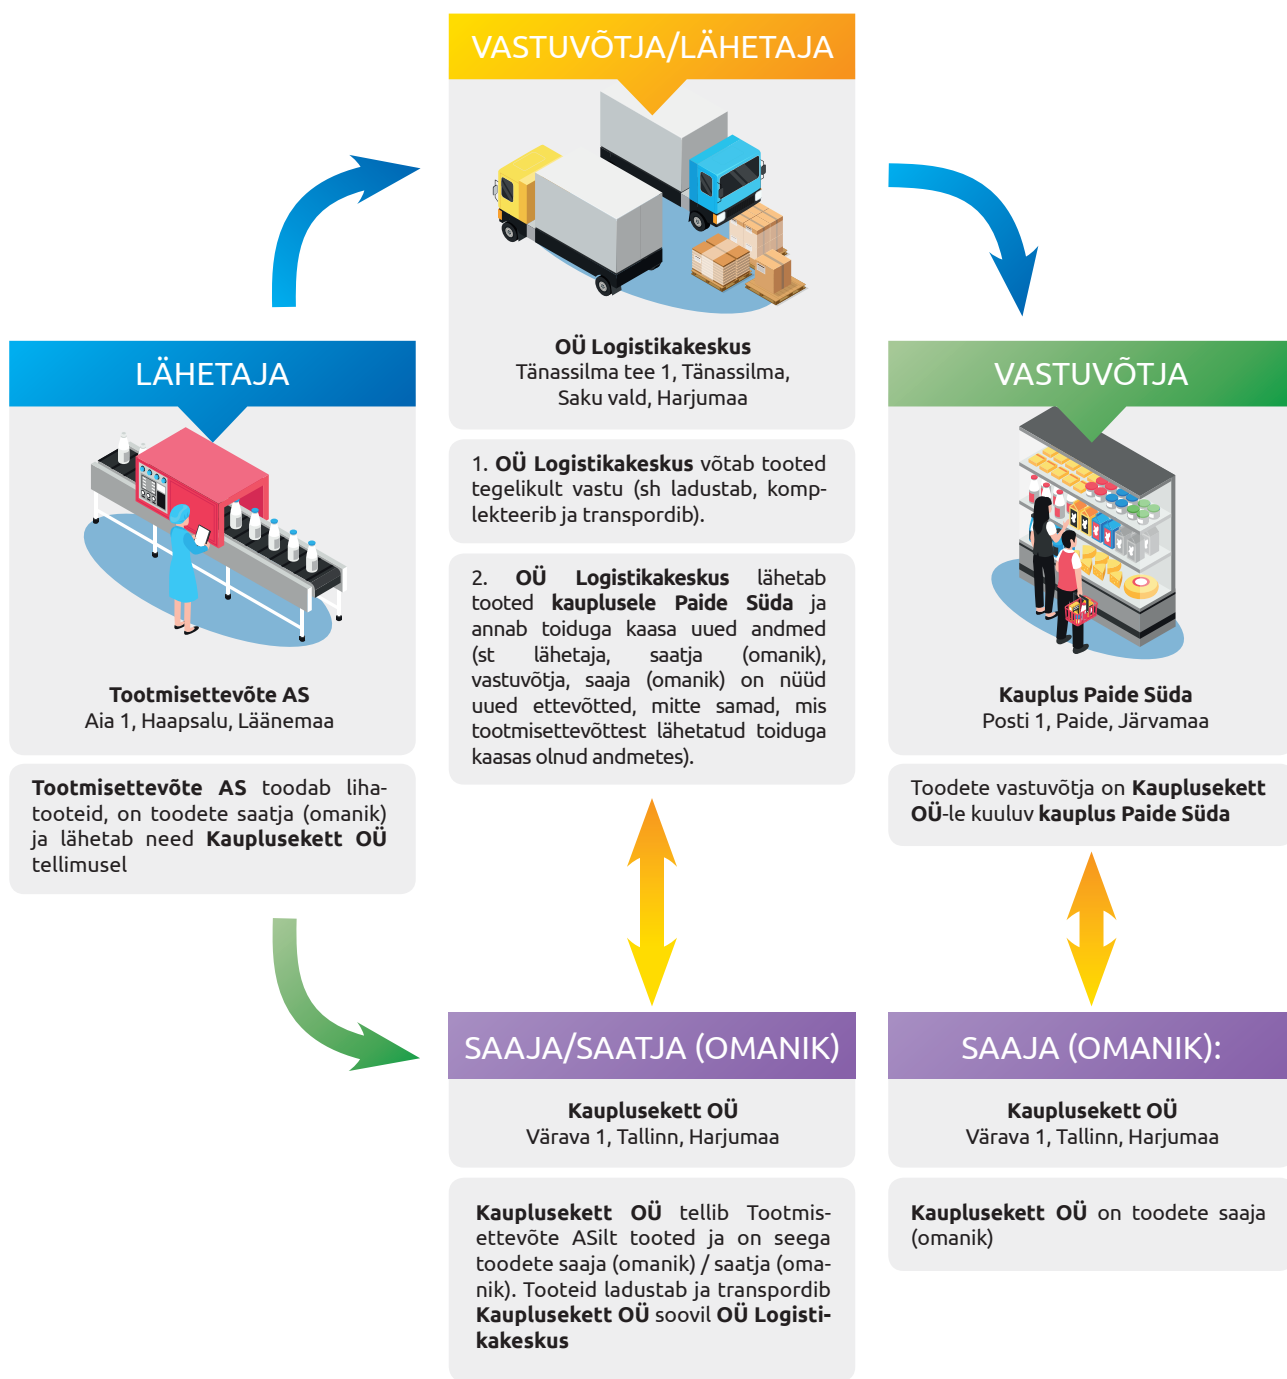 VASTUVÕTJA/LÄHETAJA
OÜ Logistikakeskus
Tänassilma tee 1, Tänassilma,
Saku vald, Harjumaa
1. OÜ Logistikakeskus võtab tooted
tegelikult vastu (sh ladustab, komp-
lekteerib ja transpordib).
2. OÜ Logistikakeskus lähetab
tooted kauplusele Paide Süda ja
annab toiduga kaasa uued andmed
(st lähetaja, saatja (omanik),
vastuvõtja, saaja (omanik) on nüüd
uued ettevõtted, mitte samad, mis
tootmisettevõttest lähetatud toiduga
kaasas olnud andmetes).
LÄHETAJA
Tootmisettevõte AS
Aia 1, Haapsalu, Läänemaa
Tootmisettevõte AS toodab liha-
tooteid, on toodete saatja (omanik)
ja lähetab need Kauplusekett OÜ
tellimusel
VASTUVÕTJA
Kauplus Paide Süda
Posti 1, Paide, Järvamaa
Toodete vastuvõtja on Kauplusekett
OÜ-le kuuluv kauplus Paide Süda
SAAJA/SAATJA (OMANIK)
Kauplusekett OÜ
Värava 1, Tallinn, Harjumaa
Kauplusekett OÜ tellib Tootmis-
ettevõte ASilt tooted ja on seega
toodete saaja (omanik) / saatja (oma-
nik). Tooteid ladustab ja transpordib
Kauplusekett OÜ soovil OÜ Logisti-
kakeskus
SAAJA (OMANIK):
Kauplusekett OÜ
Värava 1, Tallinn, Harjumaa
Kauplusekett OÜ on toodete saaja
(omanik)